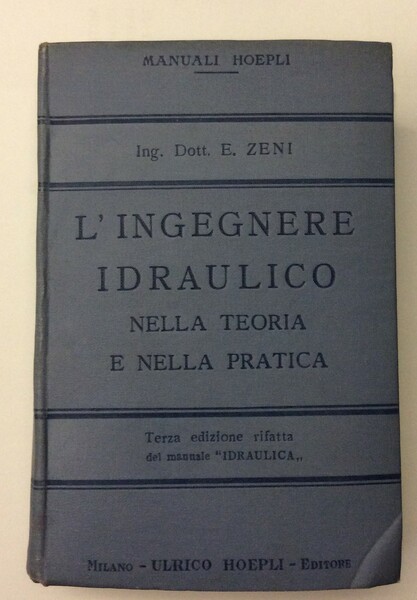 MANUALI HOEPLI
Ing. Dott. E. ZENI
L'INGEGNERE
IDRAULICO
NELLA TEORIA
E NELLA PRATICA
Terza edizione rifatta
del manuale "IDRAULICA„
MILANO - ULRICO HOEPLI - EDITORE